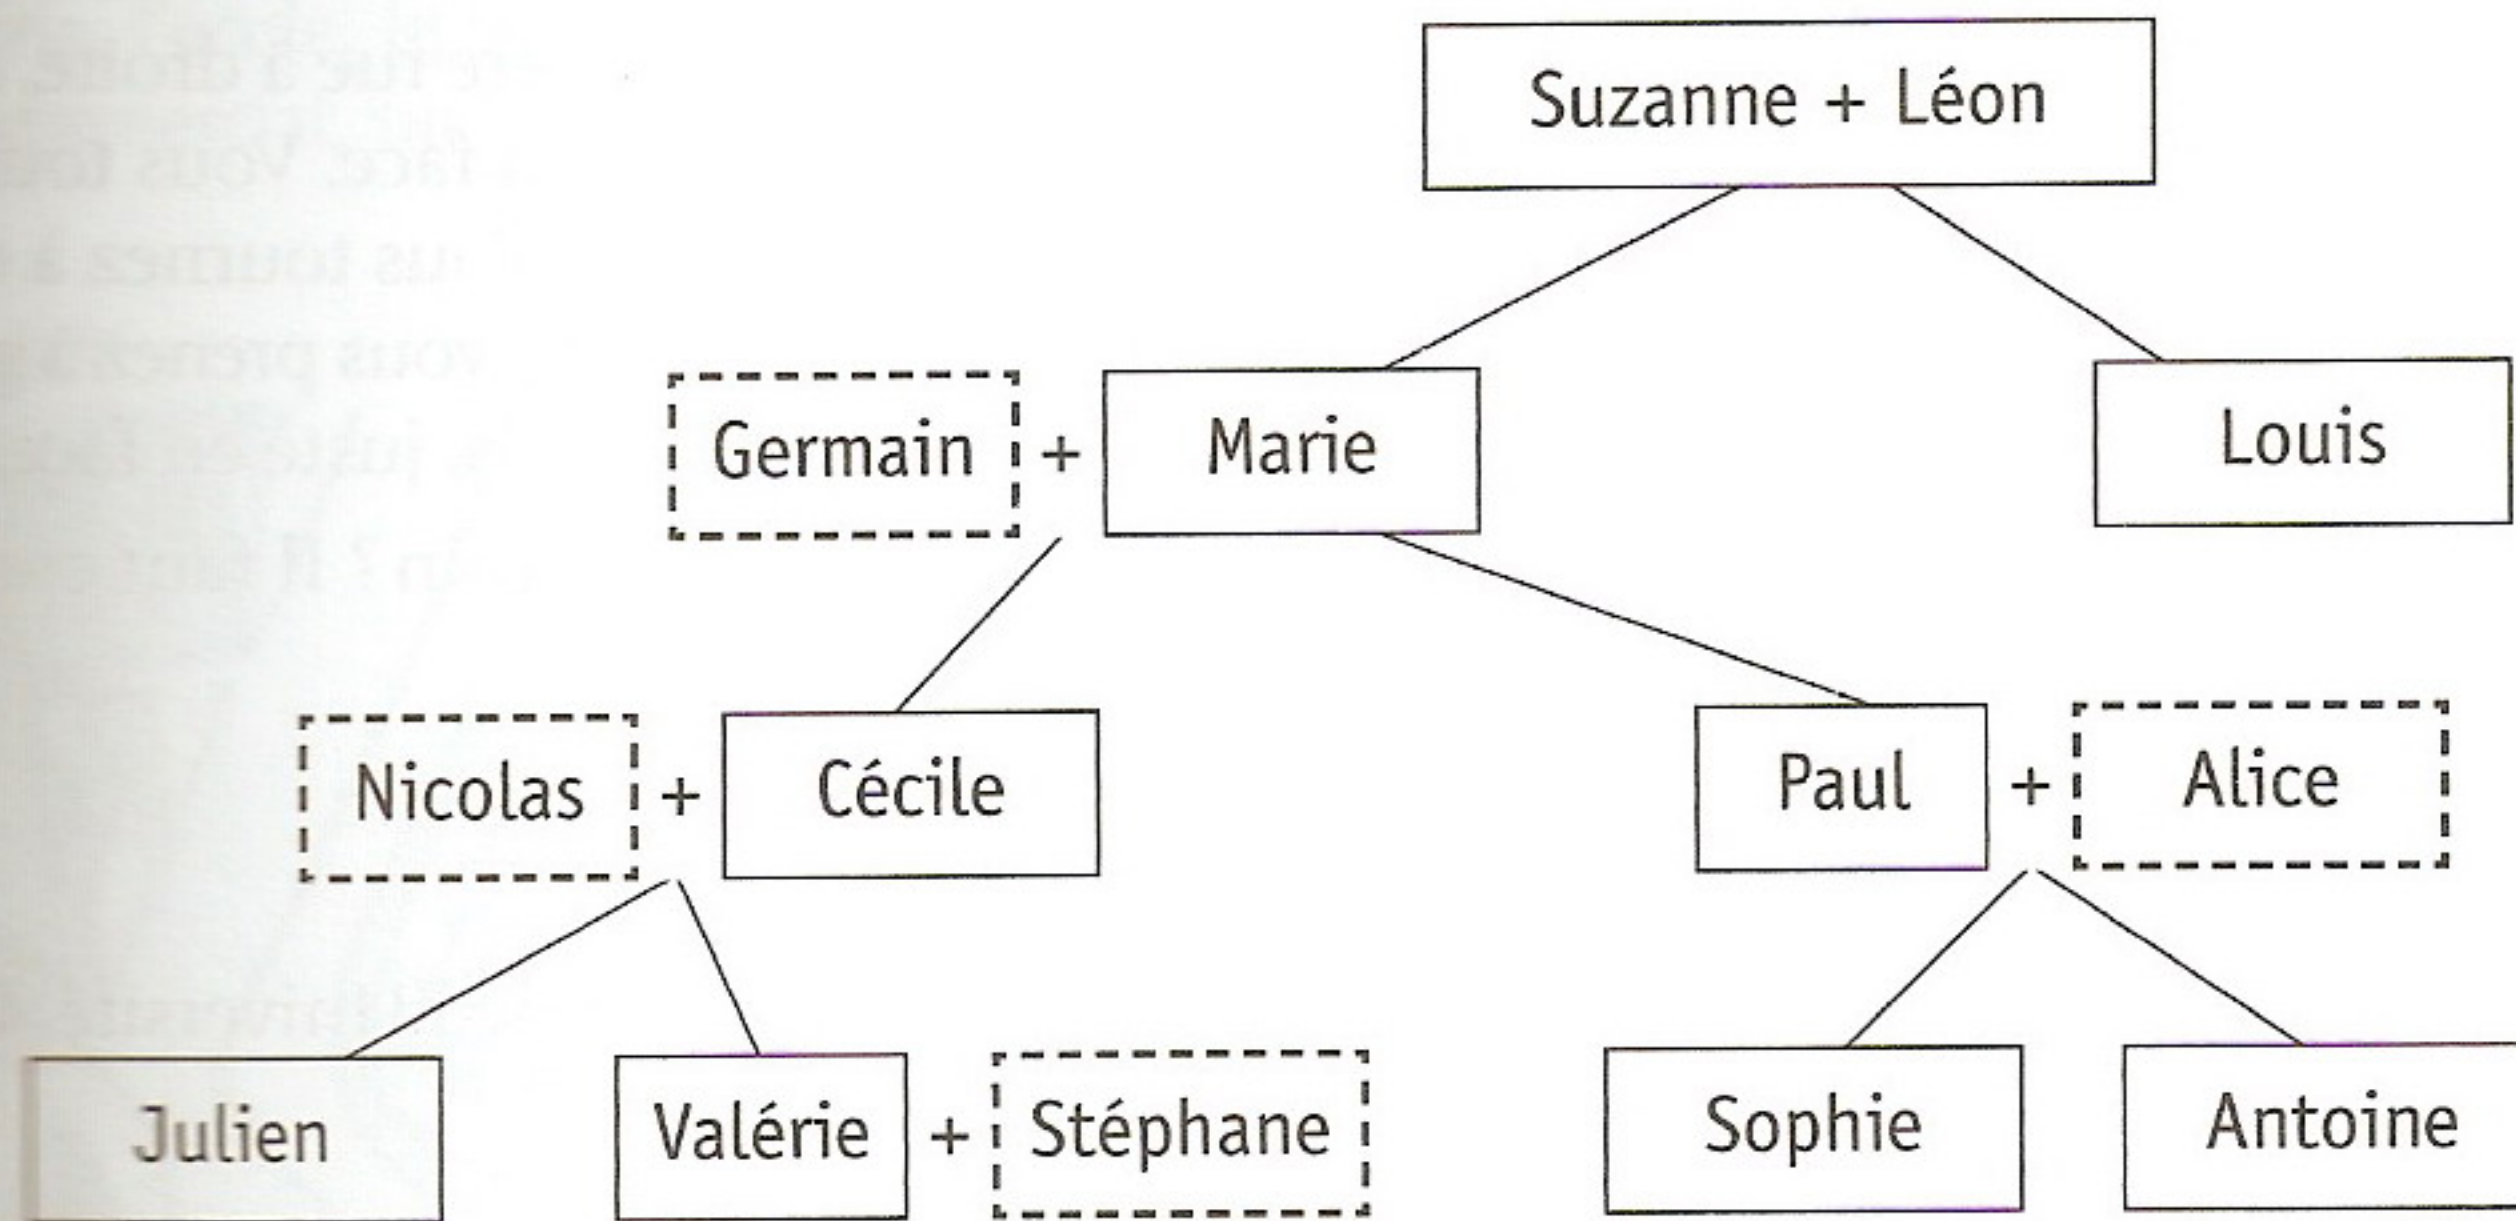 Suzanne + Léon
Germain + Marie
Louis
Nicolas + Cécile
Paul + Alice
Julien
Valérie + Stéphane
Sophie
Antoine